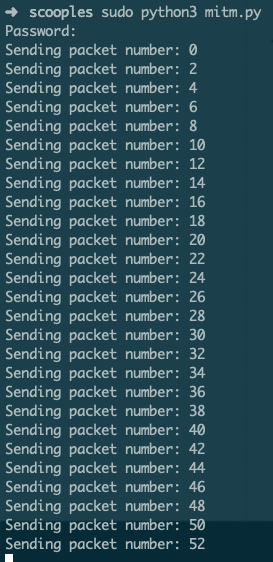 ➜ scooples sudo python3 mitm.py
Password:
Sending packet number: 0
Sending packet number: 2
Sending packet number: 4
Sending packet number: 6
Sending packet number: 8
Sending packet number: 10
Sending packet number: 12
Sending packet number: 14
Sending packet number: 16
Sending packet number: 18
Sending packet number: 20
Sending packet number: 22
Sending packet number: 24
Sending packet number: 26
Sending packet number: 28
Sending packet number: 30
Sending packet number: 32
Sending packet number: 34
Sending packet number: 36
Sending packet number: 38
Sending packet number: 40
Sending packet number: 42
Sending packet number: 44
Sending packet number: 46
Sending packet number: 48
Sending packet number: 50
Sending packet number: 52